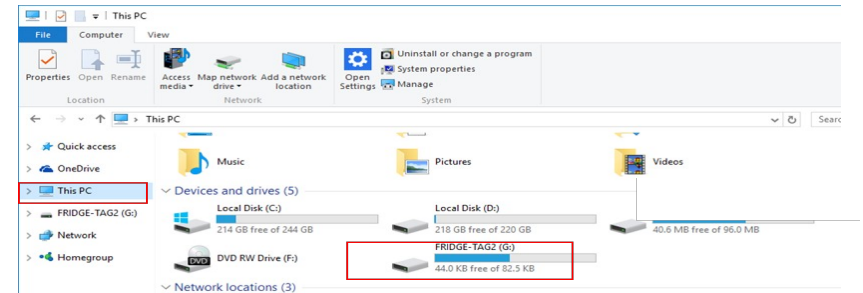 This PC
File Computer View
Properties Open Rename Access media Map network drive Add a network location Open Settings Uninstall or change a program
System properties
Manage
Location Network System
This PC
Quick access
OneDrive
This PC
FRIDGE-TAG2 (G:)
Network
Homegroup
Music Pictures Videos
Devices and drives (5)
Local Disk (C:)
214 GB free of 244 GB
Local Disk (D:)
218 GB free of 220 GB
40.6 MB free of 96.0 MB
DVD RW Drive (F:)
FRIDGE-TAG2 (G:)
44.0 KB free of 82.5 KB
Network locations (3)